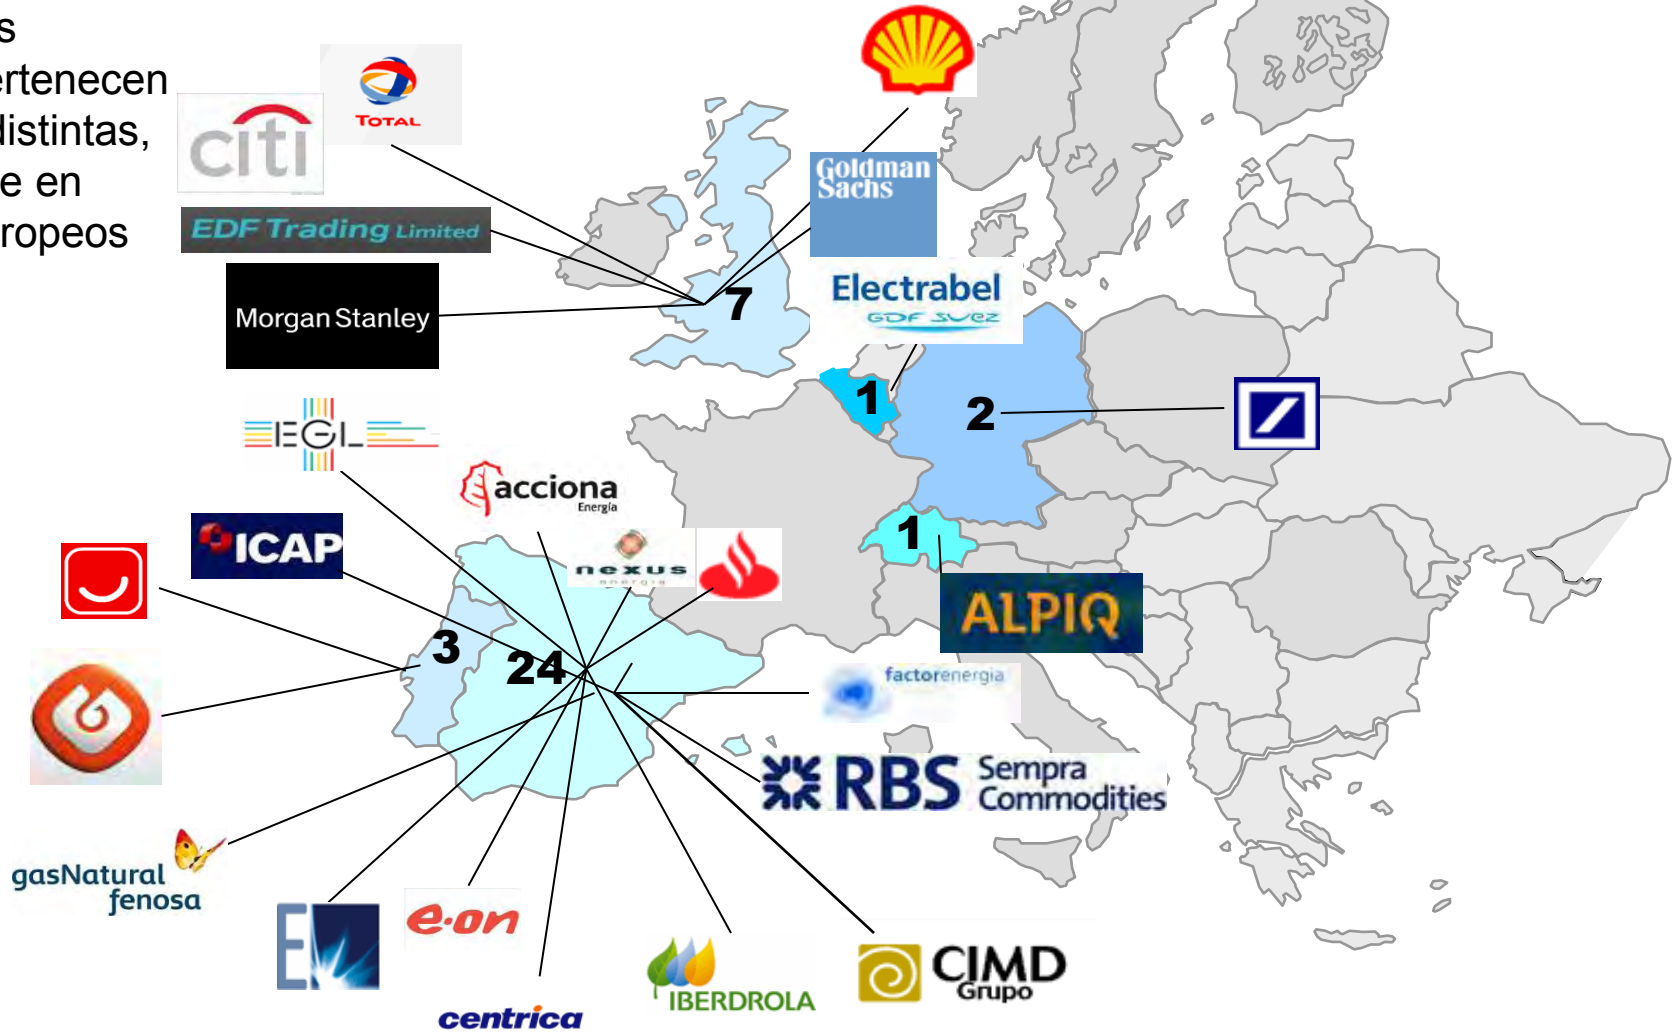 s
ertenecen
distintas,
e en
ropeos
citi
TOTAL
EDF Trading Limited
Morgan Stanley
Goldman
Sachs
Electrabel
GDF SUEZ
7
1
2
1
EGL
acciona
Energía
ICAP
nexus
energía
ALPIQ
3
24
factorenergia
RBS Sempra
Commodities
gasNatural
fenosa
E
e·on
centrica
IBERDROLA
CIMD
Grupo